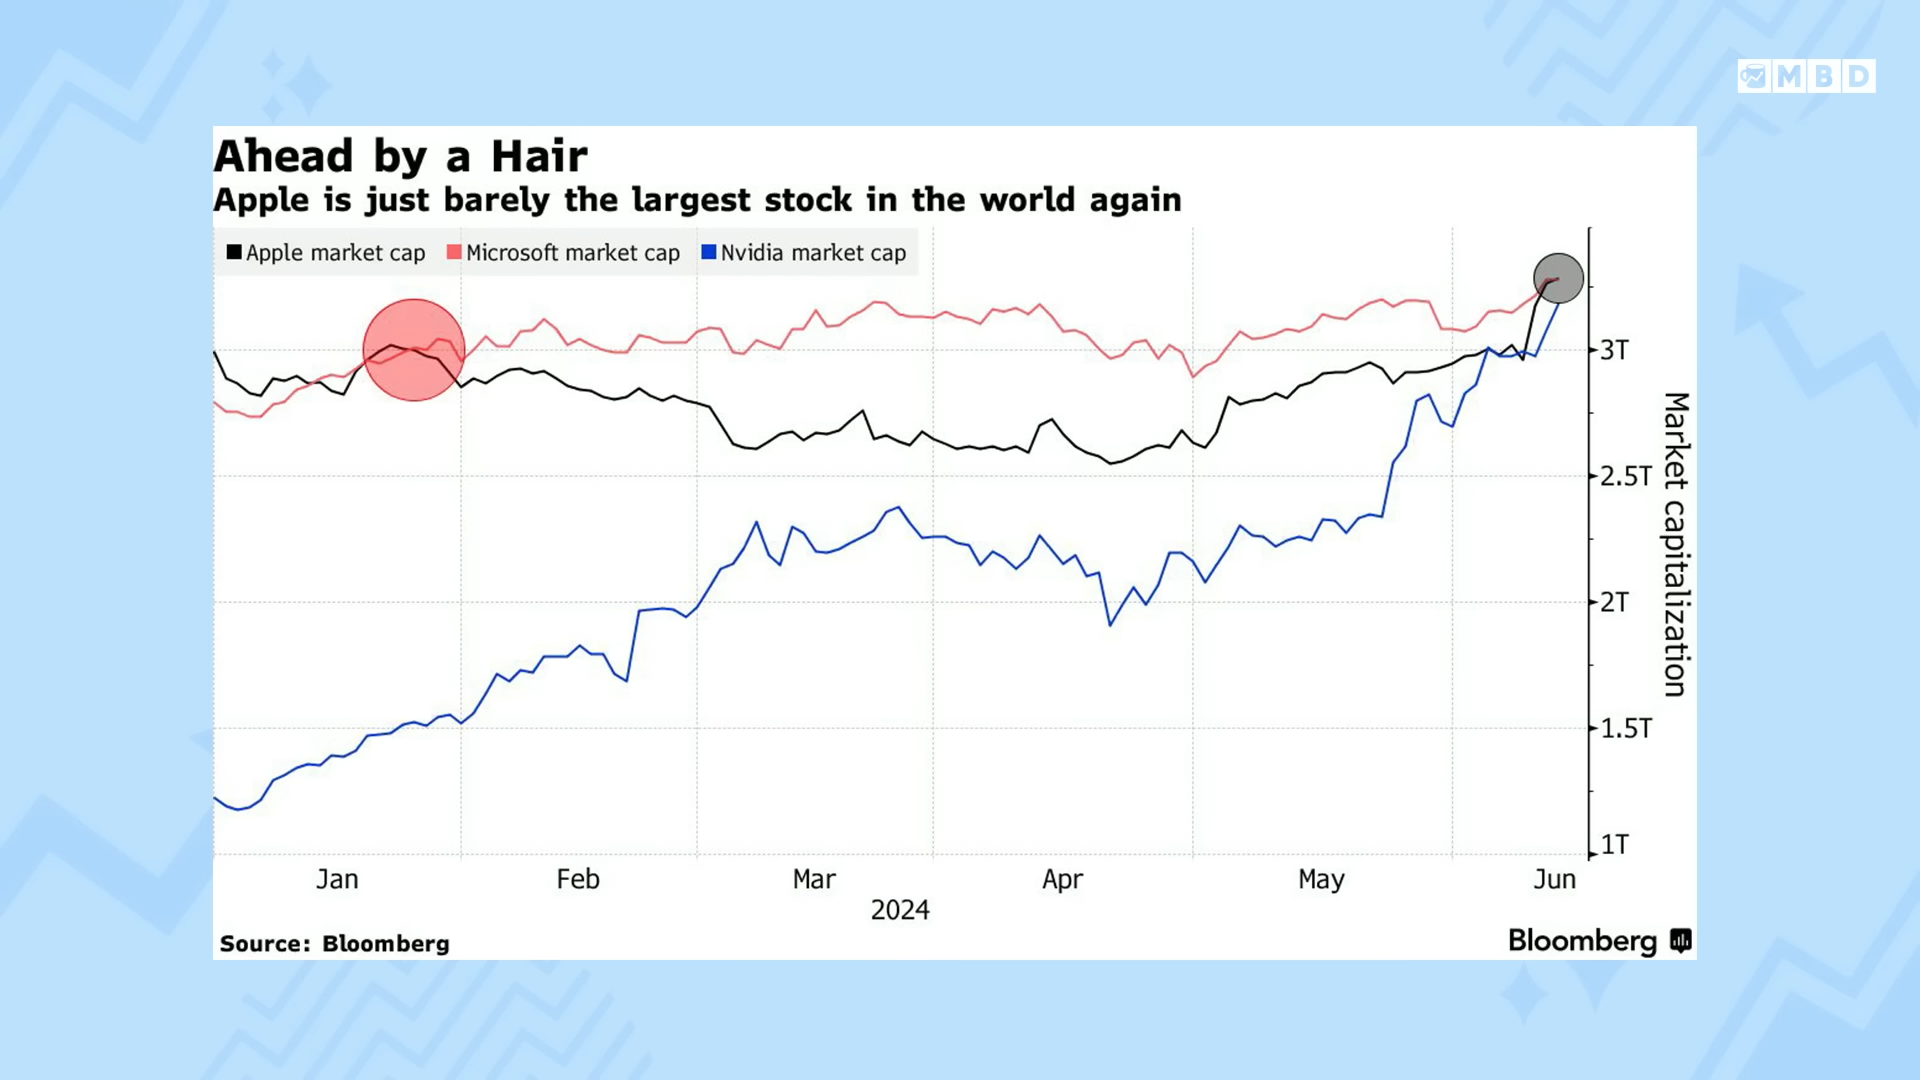 MBD
Ahead by a Hair
Apple is just barely the largest stock in the world again
Apple market cap Microsoft market cap Nvidia market cap
3T
2.5T
2T
1.5T
1T
Market capitalization
Jan Feb Mar Apr May Jun
2024
Source: Bloomberg
Bloomberg